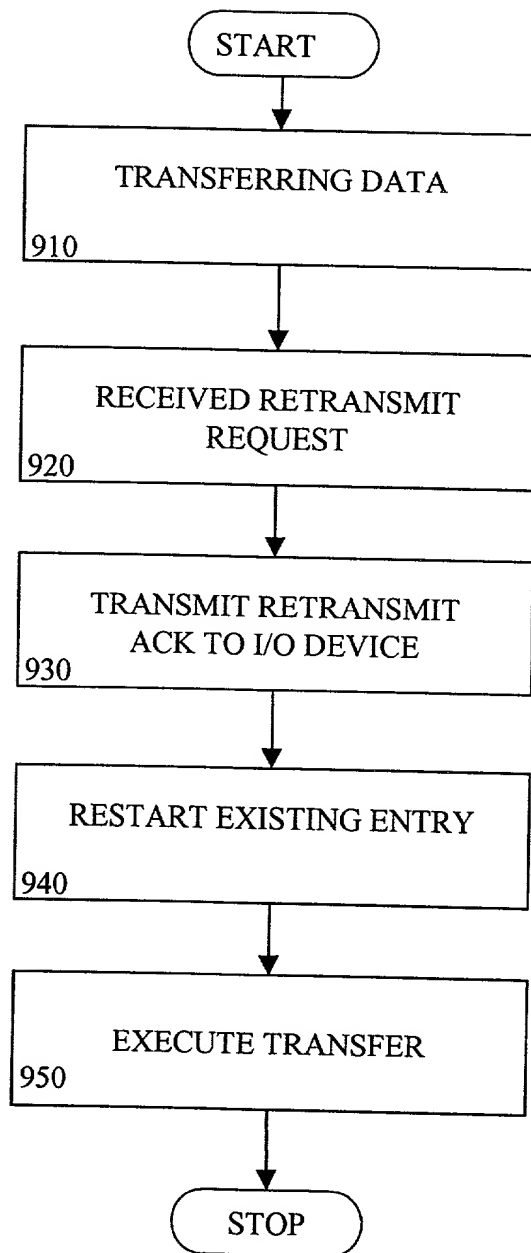 START
TRANSFERRING DATA
910
RECEIVED RETRANSMIT
REQUEST
920
TRANSMIT RETRANSMIT
ACK TO I/O DEVICE
930
RESTART EXISTING ENTRY
940
EXECUTE TRANSFER
950
STOP